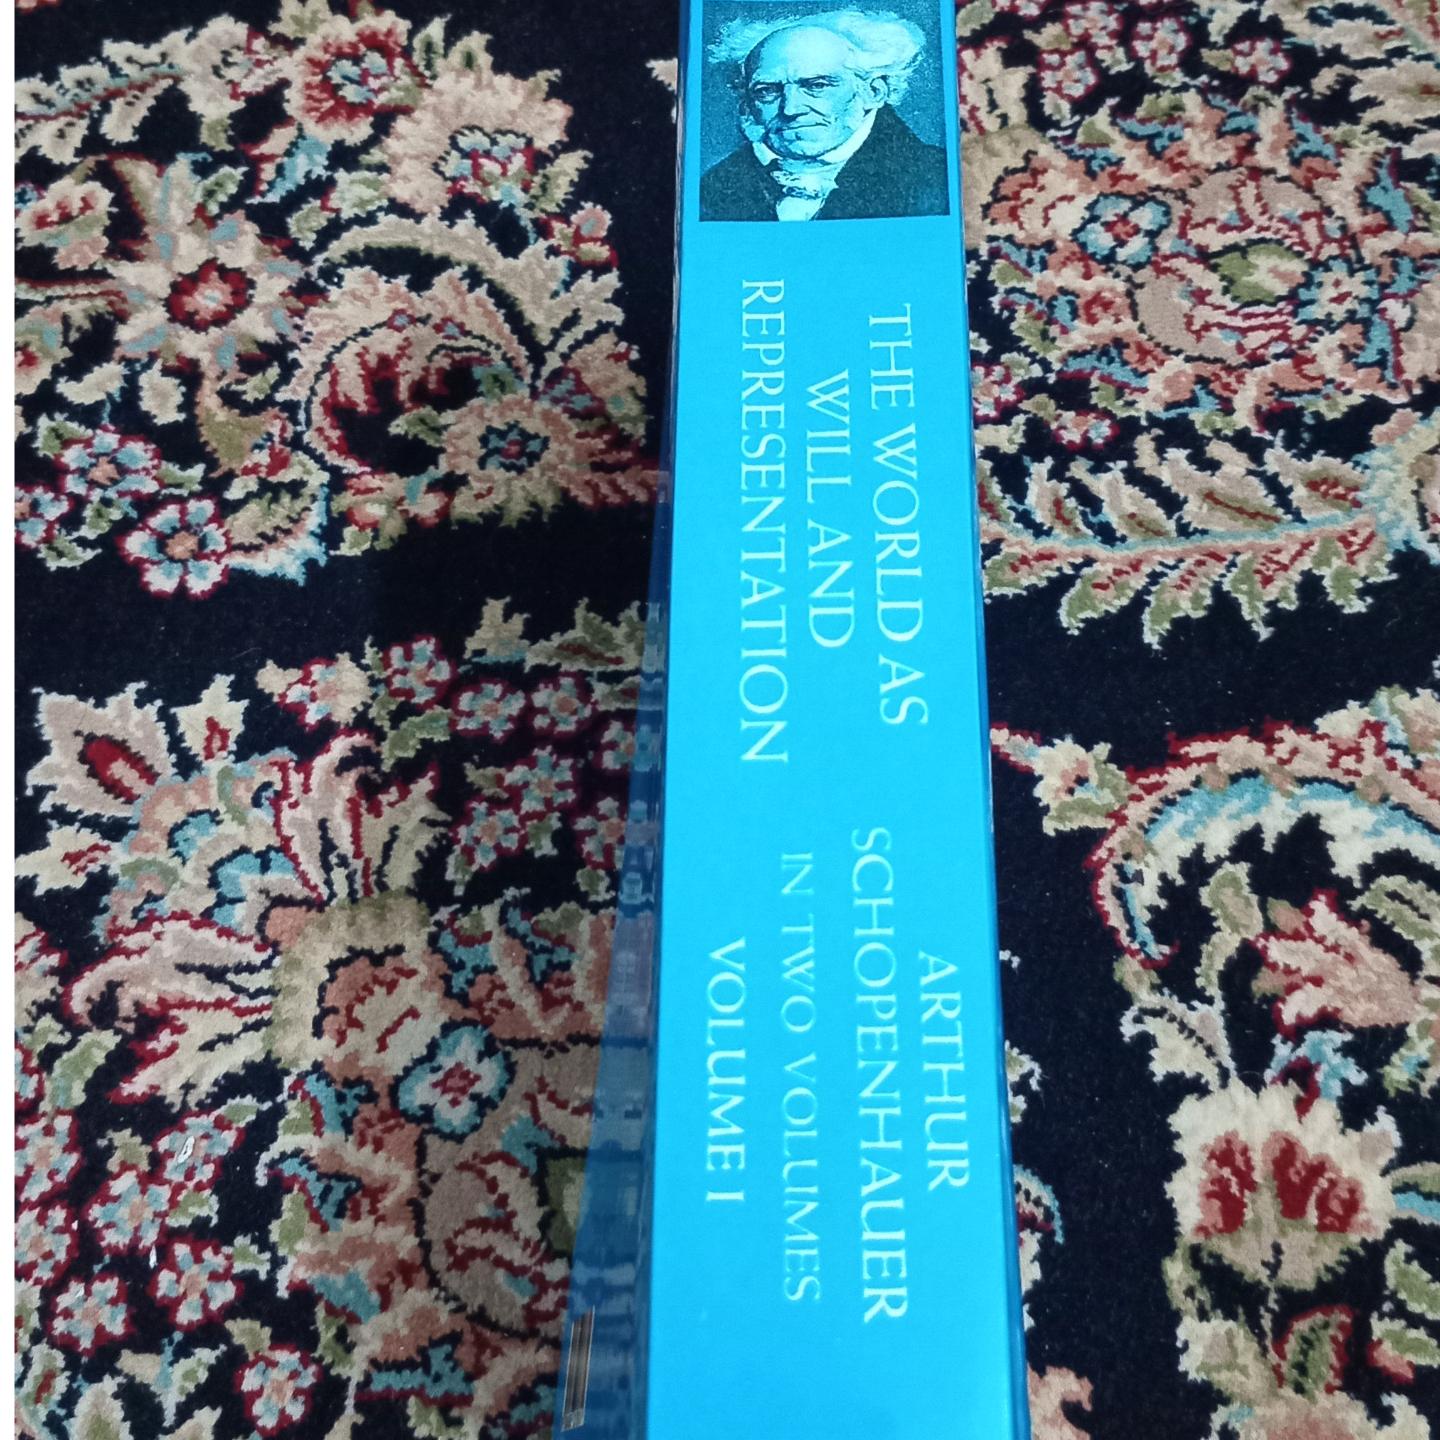 THE WORLD AS
WILL AND
REPRESENTATION
ARTHUR
SCHOPENHAUER
IN TWO VOLUMES
VOLUME I